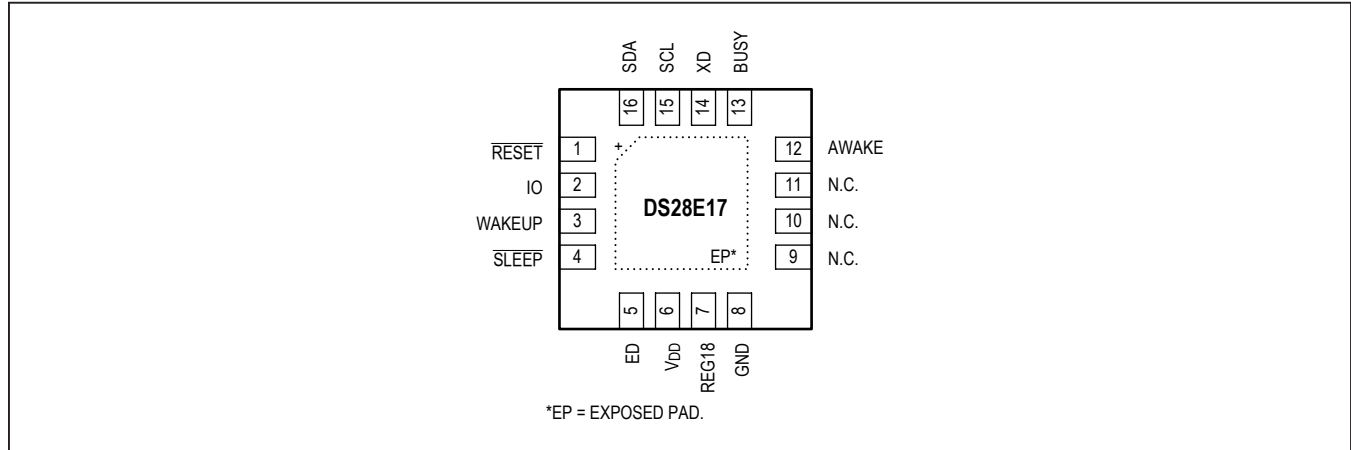 SDA SCL XD BUSY
16 15 14 13
RESET 1 + 12 AWAKE
IO 2 11 N.C.
DS28E17
WAKEUP 3 10 N.C.
SLEEP 4 EP* 9 N.C.
5 6 7 8
ED VDD REG18 GND
*EP = EXPOSED PAD.